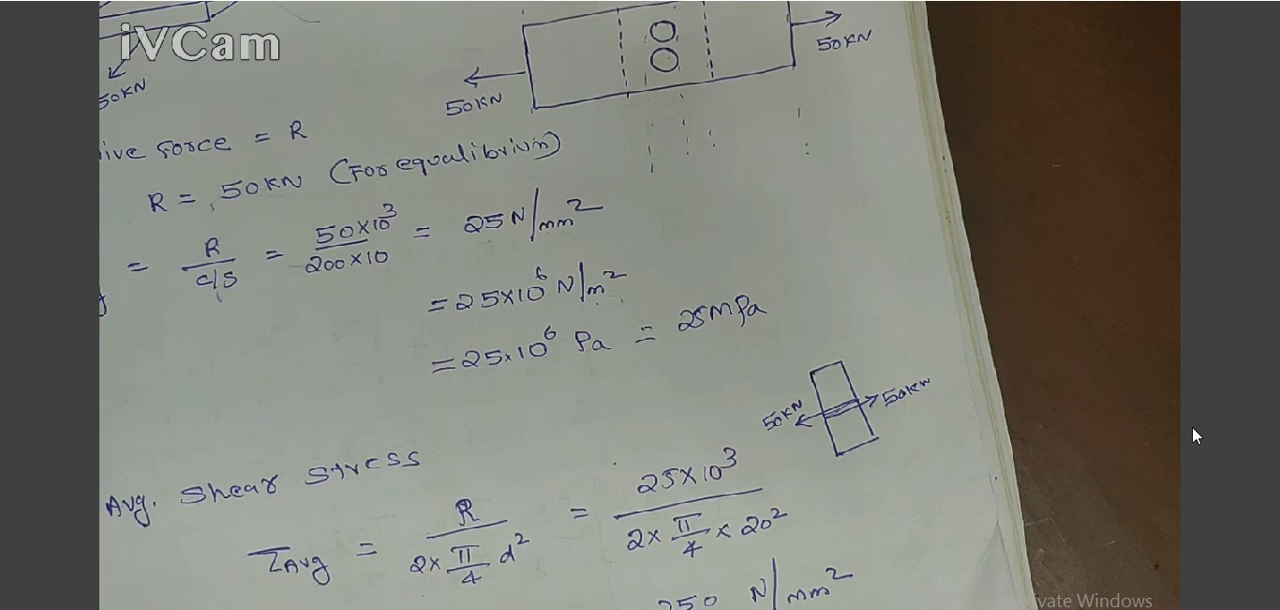 iVCam
50KN
50KN
50KN
ive force = R
R = 50KN (For equalibrium)
= R / c/s = 50×10³ / 200×10 = 25 N/mm²
= 25×10⁶ N/m²
= 25×10⁶ Pa = 25MPa
50KN
50KN
Avg. Shear Stress
τAvg = R / 2×π/4 d² = 25×10³ / 2×π/4×20²
250 N/mm²
vate Windows